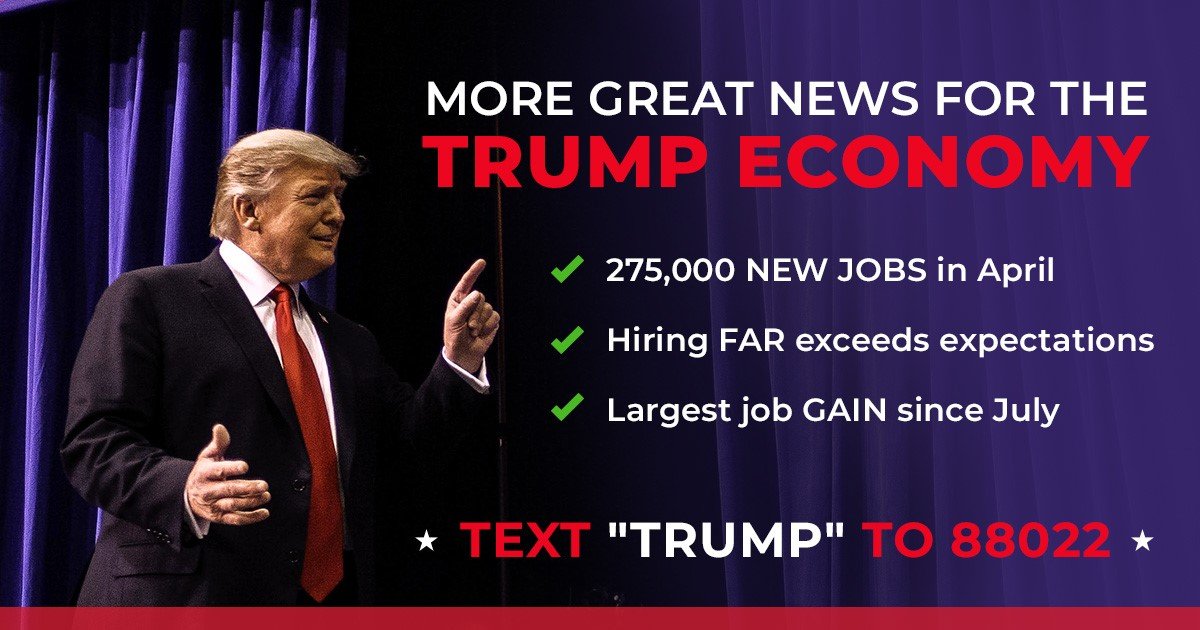 MORE GREAT NEWS FOR THE
TRUMP ECONOMY
275,000 NEW JOBS in April
Hiring FAR exceeds expectations
Largest job GAIN since July
TEXT "TRUMP" TO 88022